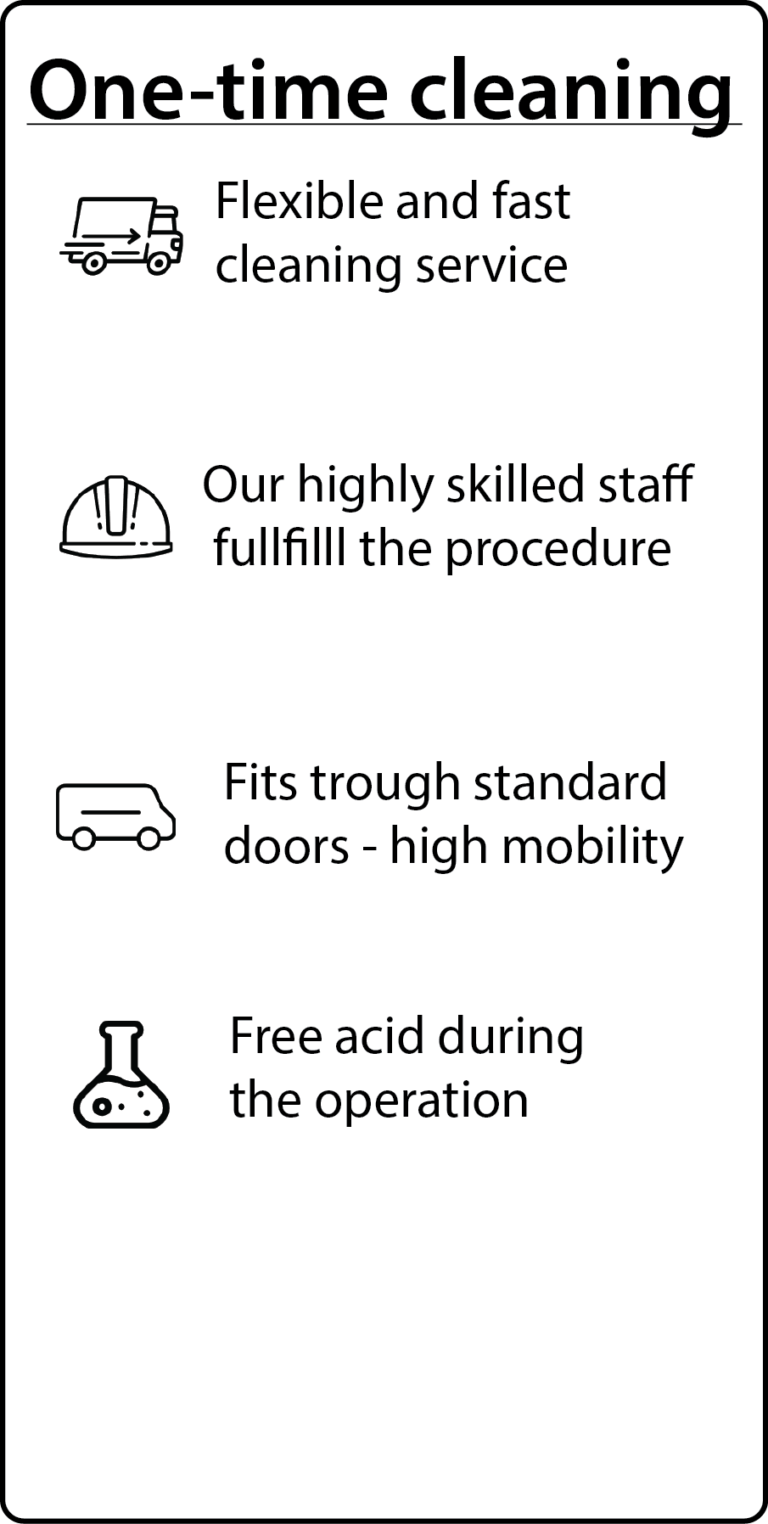 One-time cleaning
Flexible and fast
cleaning service
Our highly skilled staff
fullfilll the procedure
Fits trough standard
doors - high mobility
Free acid during
the operation